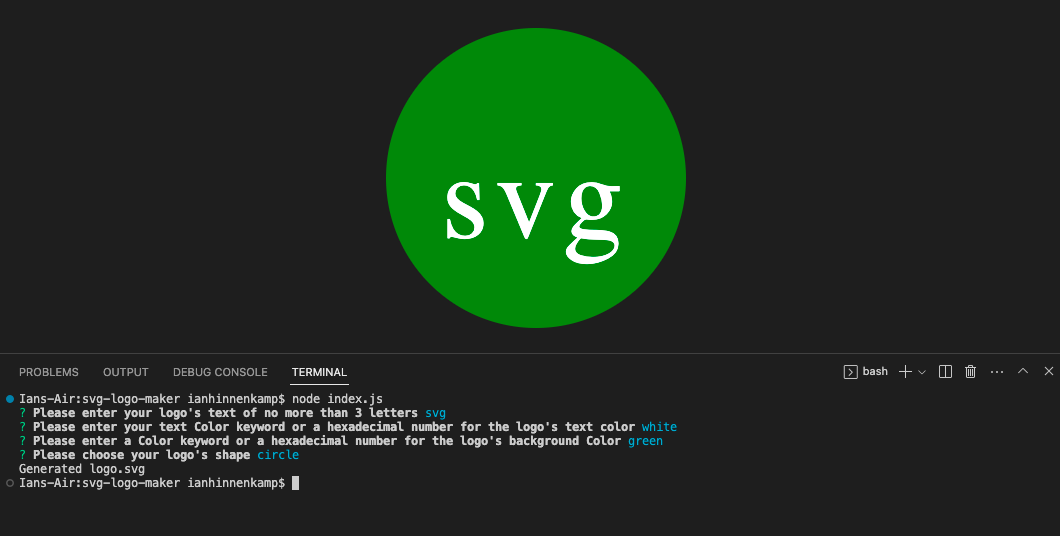 svg
PROBLEMS OUTPUT DEBUG CONSOLE TERMINAL bash
Ians-Air:svg-logo-maker ianhinnenkamp$ node index.js
? Please enter your logo's text of no more than 3 letters svg
? Please enter your text Color keyword or a hexadecimal number for the logo's text color white
? Please enter a Color keyword or a hexadecimal number for the logo's background Color green
? Please choose your logo's shape circle
Generated logo.svg
Ians-Air:svg-logo-maker ianhinnenkamp$